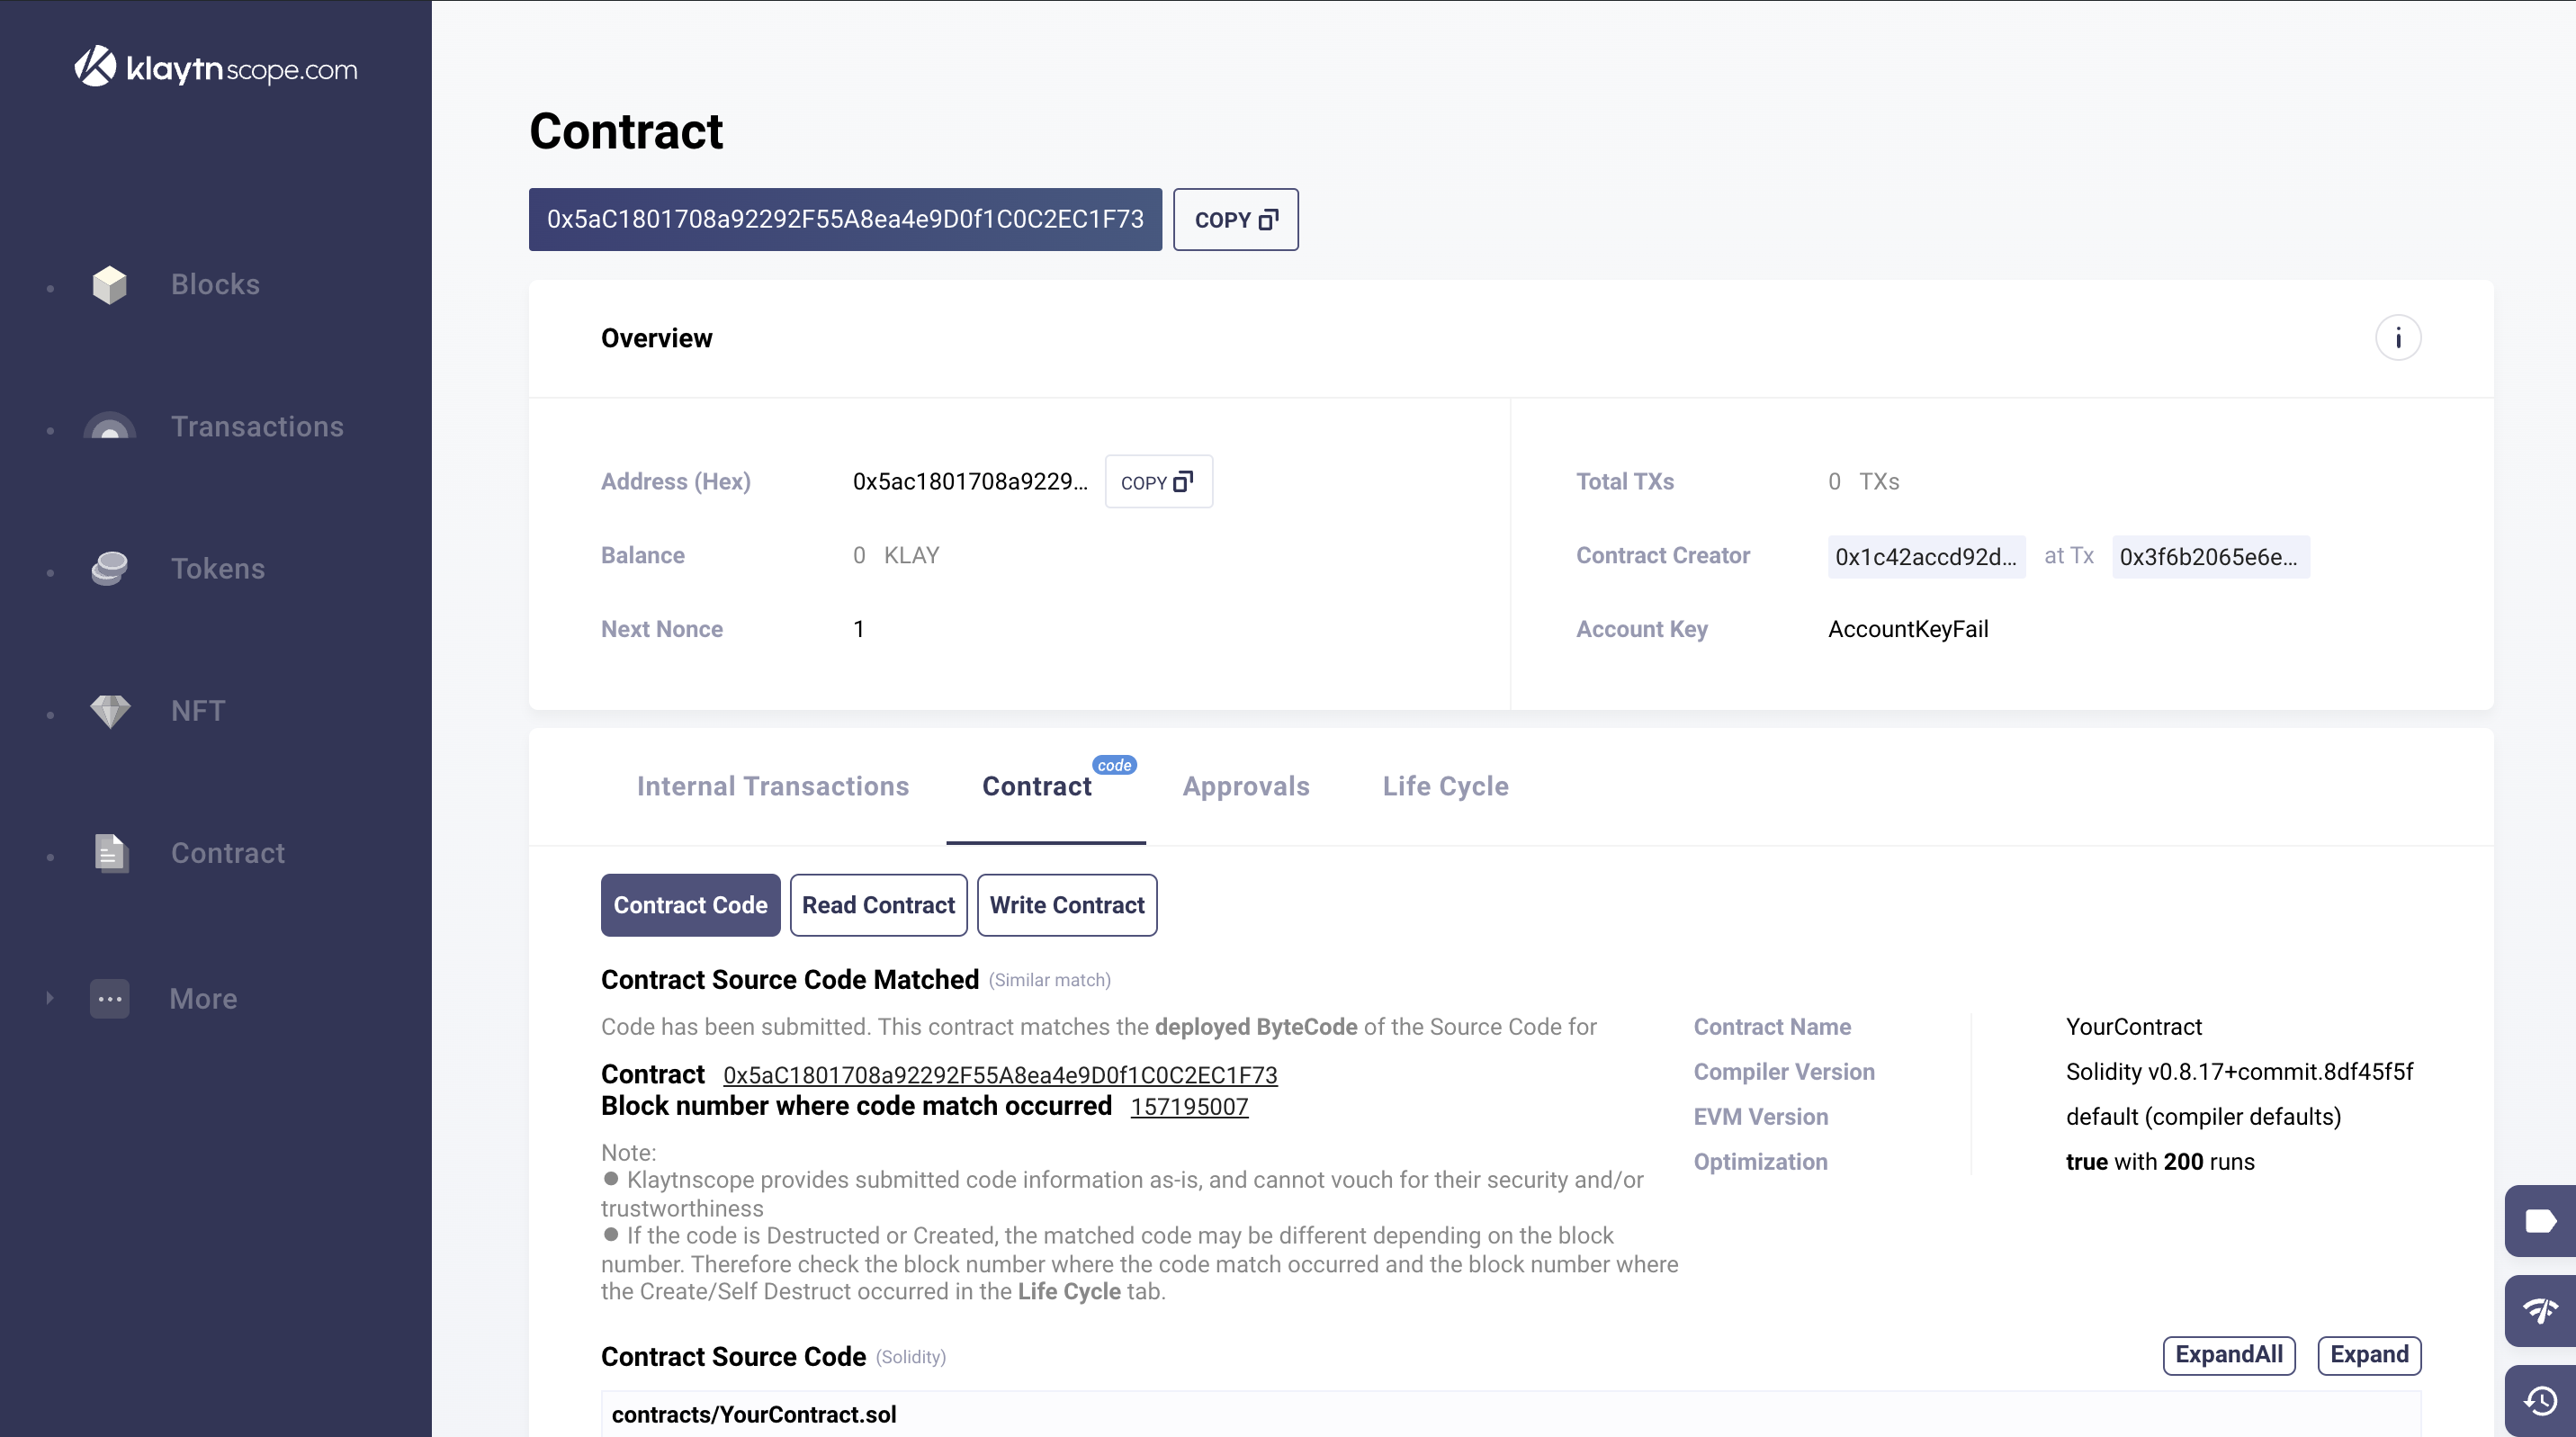 klaytnscope.com
Blocks
Transactions
Tokens
NFT
Contract
More
Contract
0x5aC1801708a92292F55A8ea4e9D0f1C0C2EC1F73 COPY
Overview
i
Address (Hex) 0x5ac1801708a9229... COPY
Balance 0 KLAY
Next Nonce 1
Total TXs 0 TXs
Contract Creator 0x1c42accd92d... at Tx 0x3f6b2065e6e...
Account Key AccountKeyFail
Internal Transactions Contract code Approvals Life Cycle
Contract Code Read Contract Write Contract
Contract Source Code Matched (Similar match)
Code has been submitted. This contract matches the deployed ByteCode of the Source Code for
Contract 0x5aC1801708a92292F55A8ea4e9D0f1C0C2EC1F73
Block number where code match occurred 157195007
Note:
● Klaytnscope provides submitted code information as-is, and cannot vouch for their security and/or
trustworthiness
● If the code is Destructed or Created, the matched code may be different depending on the block
number. Therefore check the block number where the code match occurred and the block number where
the Create/Self Destruct occurred in the Life Cycle tab.
Contract Name YourContract
Compiler Version Solidity v0.8.17+commit.8df45f5f
EVM Version default (compiler defaults)
Optimization true with 200 runs
Contract Source Code (Solidity) ExpandAll Expand
contracts/YourContract.sol